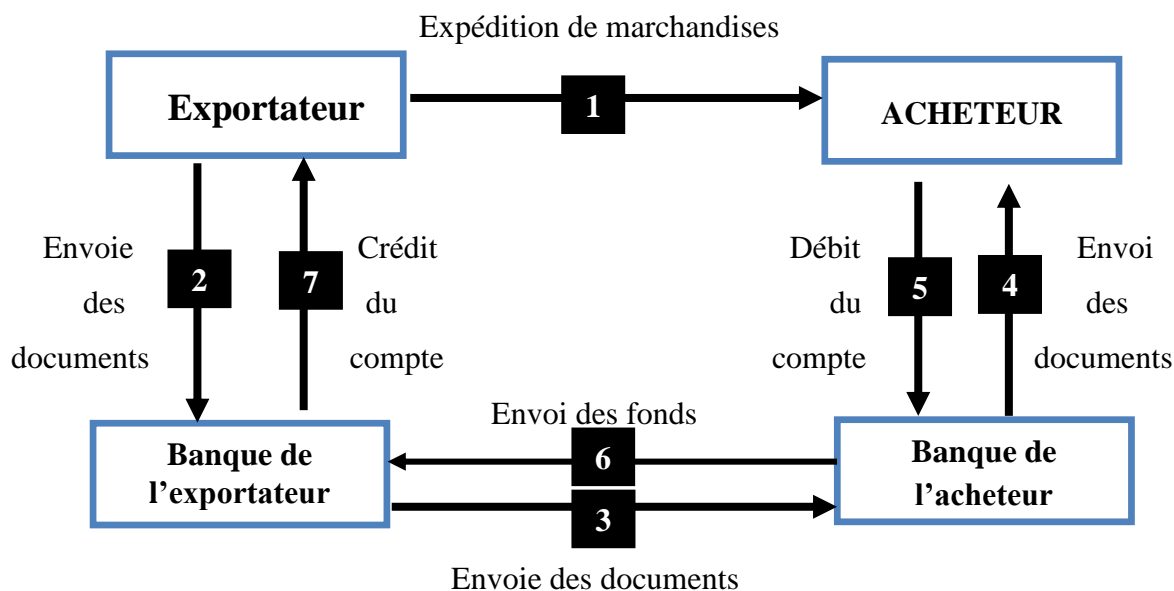 Expédition de marchandises
Exportateur
1
ACHETEUR
Envoie
des
documents
2
7
Crédit
du
compte
Débit
du
compte
5
4
Envoi
des
documents
Envoi des fonds
Banque de
l’exportateur
6
3
Banque de
l’acheteur
Envoie des documents